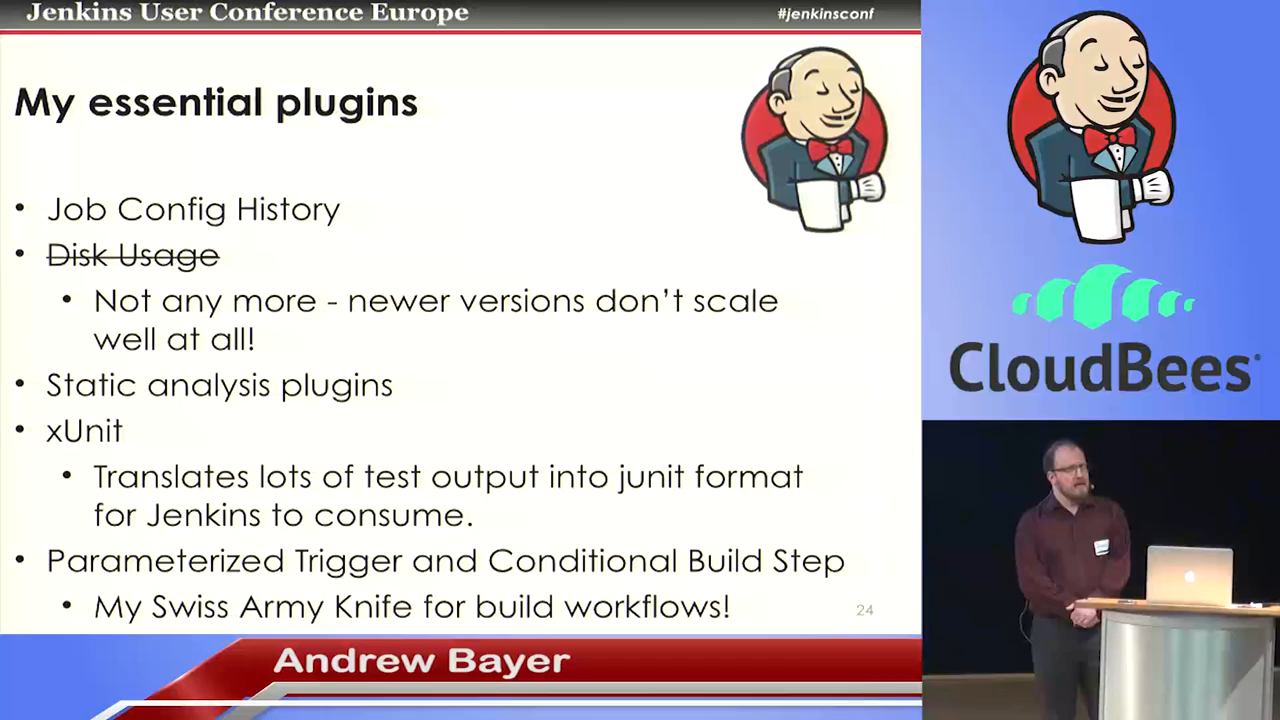 Jenkins User Conference Europe
#jenkinsconf
My essential plugins
• Job Config History
• Disk Usage
• Not any more - newer versions don’t scale
well at all!
• Static analysis plugins
• xUnit
• Translates lots of test output into junit format
for Jenkins to consume.
• Parameterized Trigger and Conditional Build Step
• My Swiss Army Knife for build workflows!
24
CloudBees
Andrew Bayer